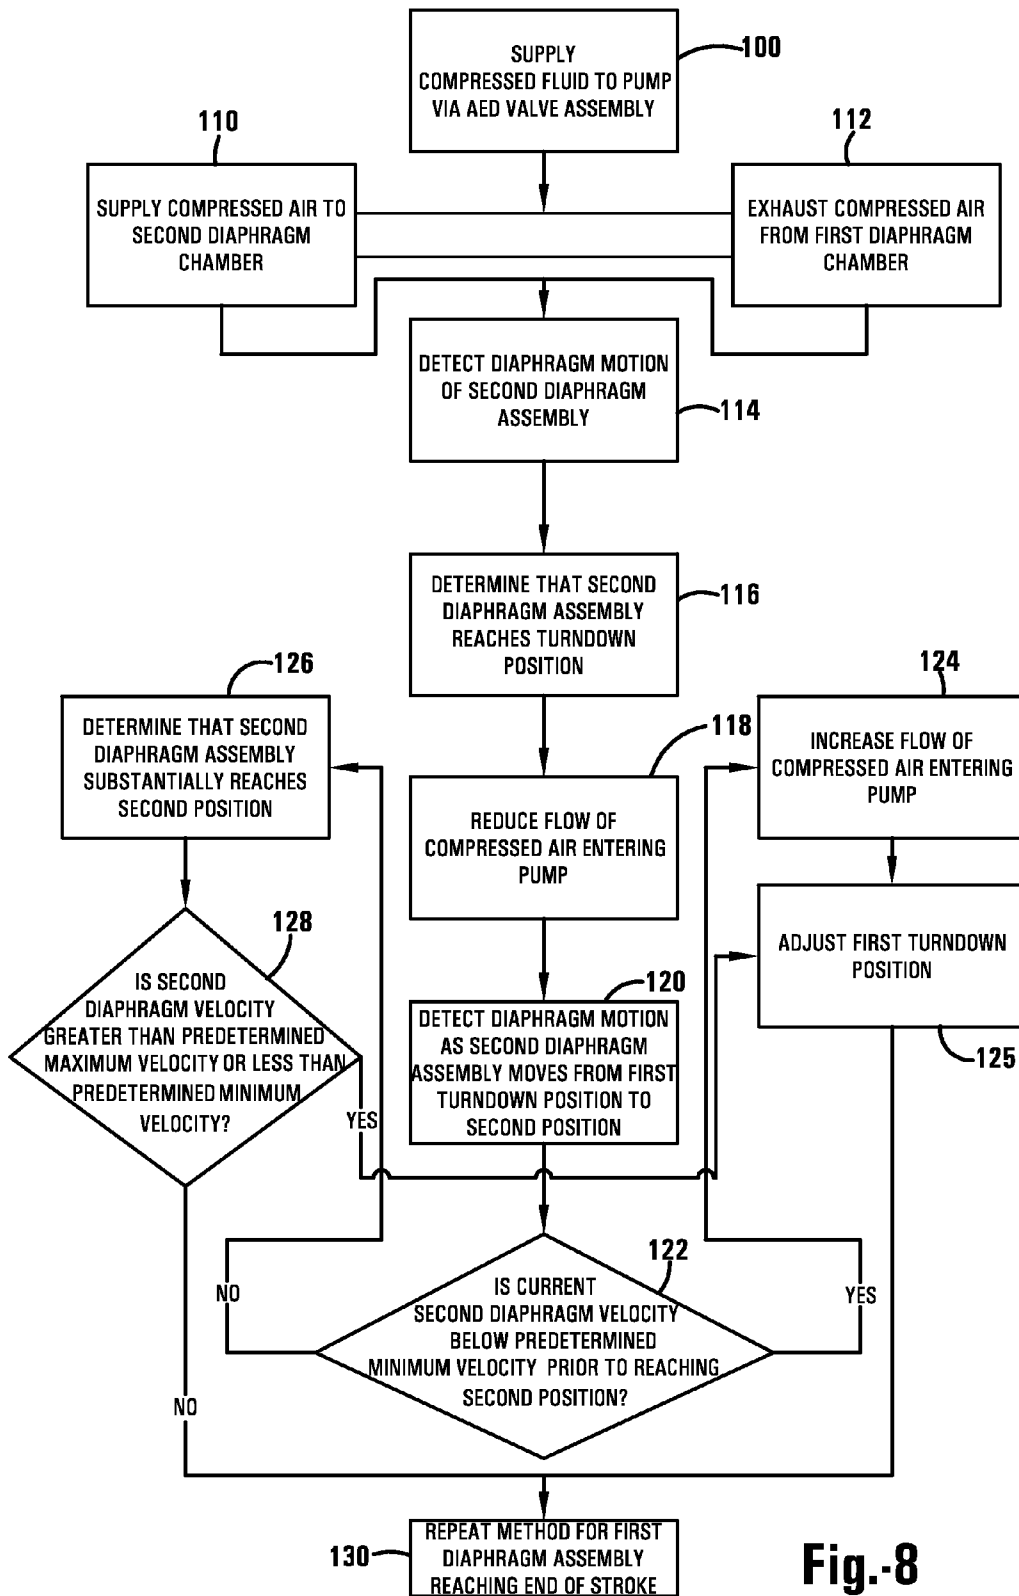 100
SUPPLY
COMPRESSED FLUID TO PUMP
VIA AED VALVE ASSEMBLY
110
SUPPLY COMPRESSED AIR TO
SECOND DIAPHRAGM
CHAMBER
112
EXHAUST COMPRESSED AIR
FROM FIRST DIAPHRAGM
CHAMBER
DETECT DIAPHRAGM MOTION
OF SECOND DIAPHRAGM
ASSEMBLY
114
DETERMINE THAT SECOND
DIAPHRAGM ASSEMBLY
REACHES TURNDOWN
POSITION
116
126
DETERMINE THAT SECOND
DIAPHRAGM ASSEMBLY
SUBSTANTIALLY REACHES
SECOND POSITION
118
REDUCE FLOW OF
COMPRESSED AIR ENTERING
PUMP
124
INCREASE FLOW OF
COMPRESSED AIR ENTERING
PUMP
ADJUST FIRST TURNDOWN
POSITION
125
128
IS SECOND
DIAPHRAGM VELOCITY
GREATER THAN PREDETERMINED
MAXIMUM VELOCITY OR LESS THAN
PREDETERMINED MINIMUM
VELOCITY?
YES
120
DETECT DIAPHRAGM MOTION
AS SECOND DIAPHRAGM
ASSEMBLY MOVES FROM FIRST
TURNDOWN POSITION TO
SECOND POSITION
NO
122
IS CURRENT
SECOND DIAPHRAGM VELOCITY
BELOW PREDETERMINED
MINIMUM VELOCITY PRIOR TO REACHING
SECOND POSITION?
YES
NO
130
REPEAT METHOD FOR FIRST
DIAPHRAGM ASSEMBLY
REACHING END OF STROKE
Fig.-8